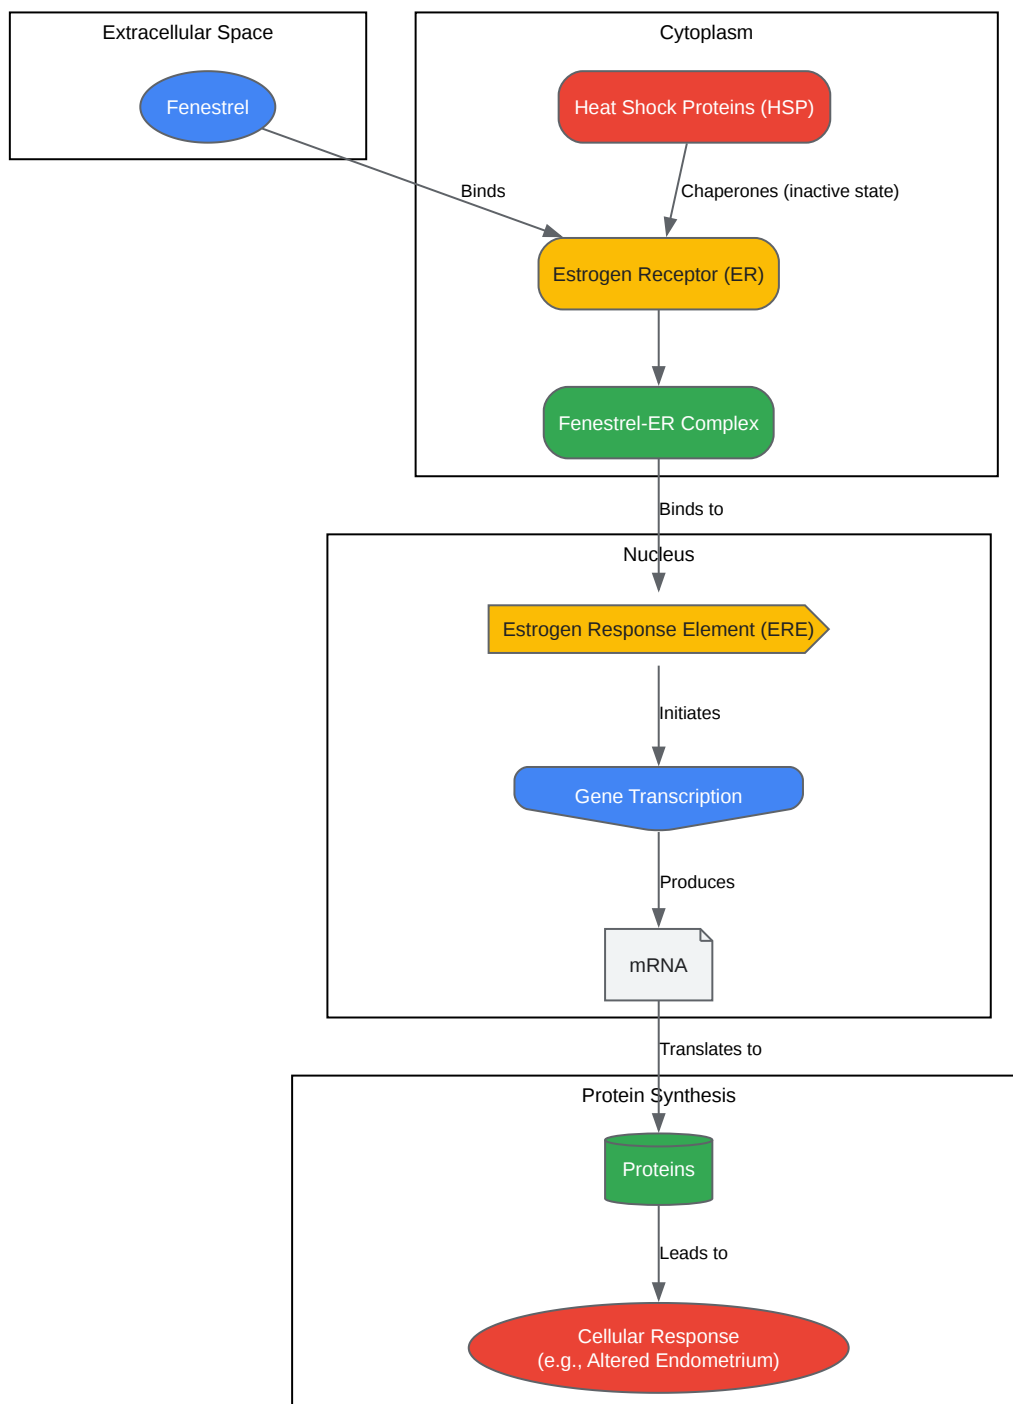 Extracellular Space
Fenestrel
Cytoplasm
Heat Shock Proteins (HSP)
Binds
Chaperones (inactive state)
Estrogen Receptor (ER)
Fenestrel-ER Complex
Binds to
Nucleus
Estrogen Response Element (ERE)
Initiates
Gene Transcription
Produces
mRNA
Translates to
Protein Synthesis
Proteins
Leads to
Cellular Response
(e.g., Altered Endometrium)